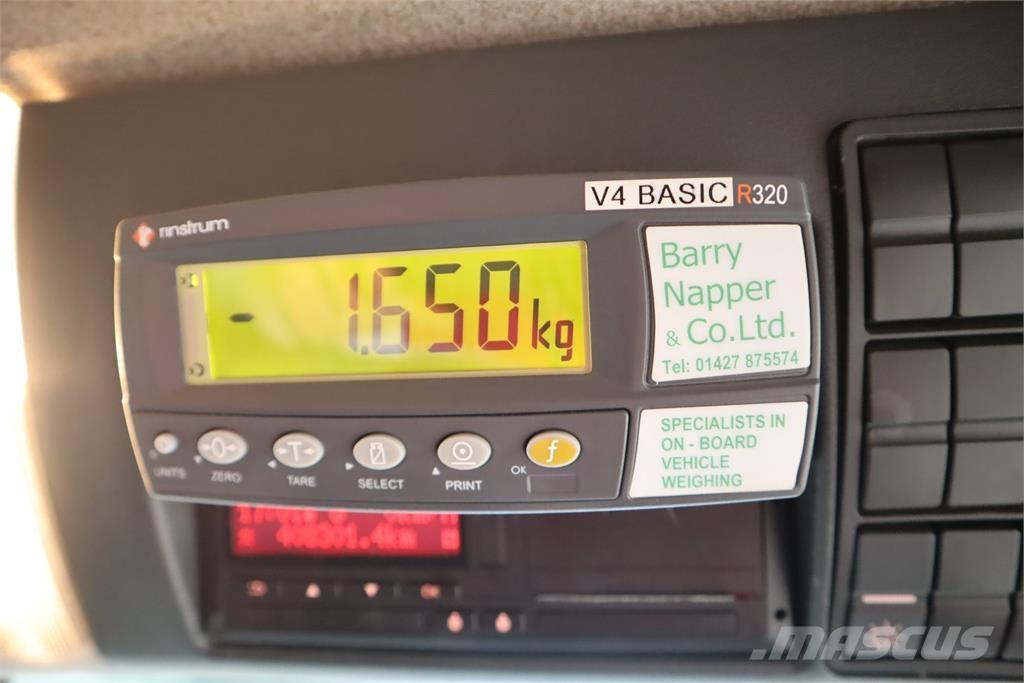 V4 BASIC R320
rinstrum
- 1.650 kg
Barry
Napper
& Co.Ltd.
Tel: 01427 875574
UNITS ZERO TARE SELECT PRINT OK f
SPECIALISTS IN
ON - BOARD
VEHICLE
WEIGHING
OK
MASCUS